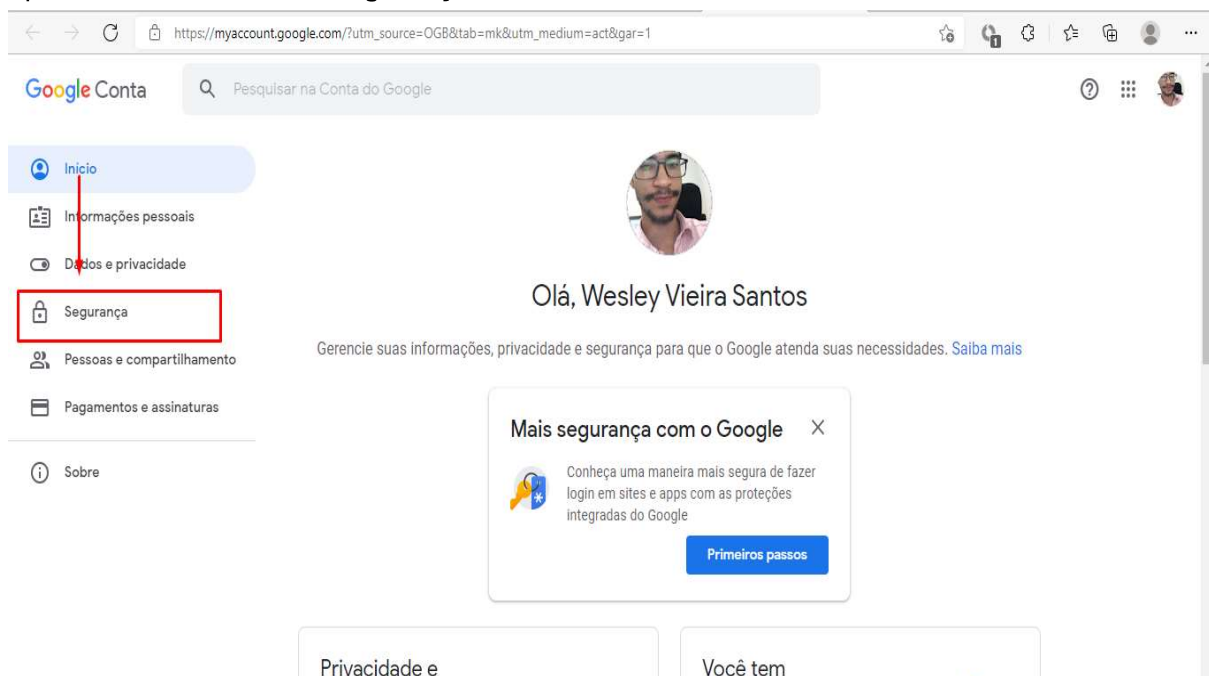 https://myaccount.google.com/?utm_source=OGB&tab=mk&utm_medium=act&gar=1
1
Google Conta
Pesquisar na Conta do Google
Início
Informações pessoais
Dados e privacidade
Segurança
Pessoas e compartilhamento
Pagamentos e assinaturas
Sobre
Olá, Wesley Vieira Santos
Gerencie suas informações, privacidade e segurança para que o Google atenda suas necessidades. Saiba mais
Mais segurança com o Google
Conheça uma maneira mais segura de fazer
login em sites e apps com as proteções
integradas do Google
Primeiros passos
Privacidade e
Você tem